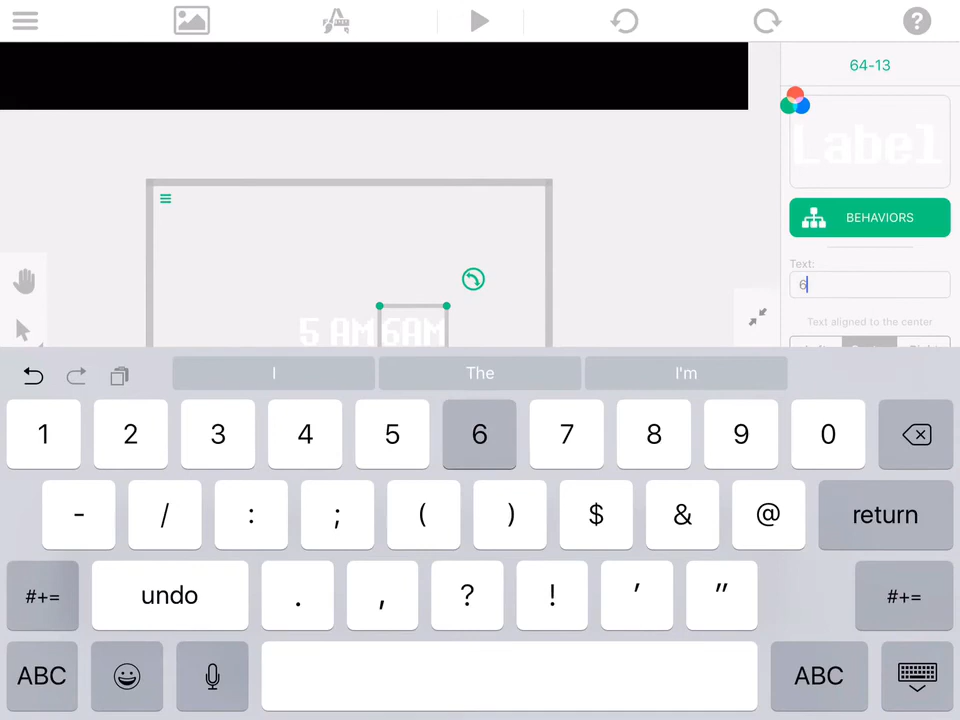 64-13
Label
BEHAVIORS
Text:
6
Text aligned to the center
5 AM 6AM
I The I'm
1 2 3 4 5 6 7 8 9 0
- / : ; ( ) $ & @ return
#+= undo . , ? ! ' " #+=
ABC ABC